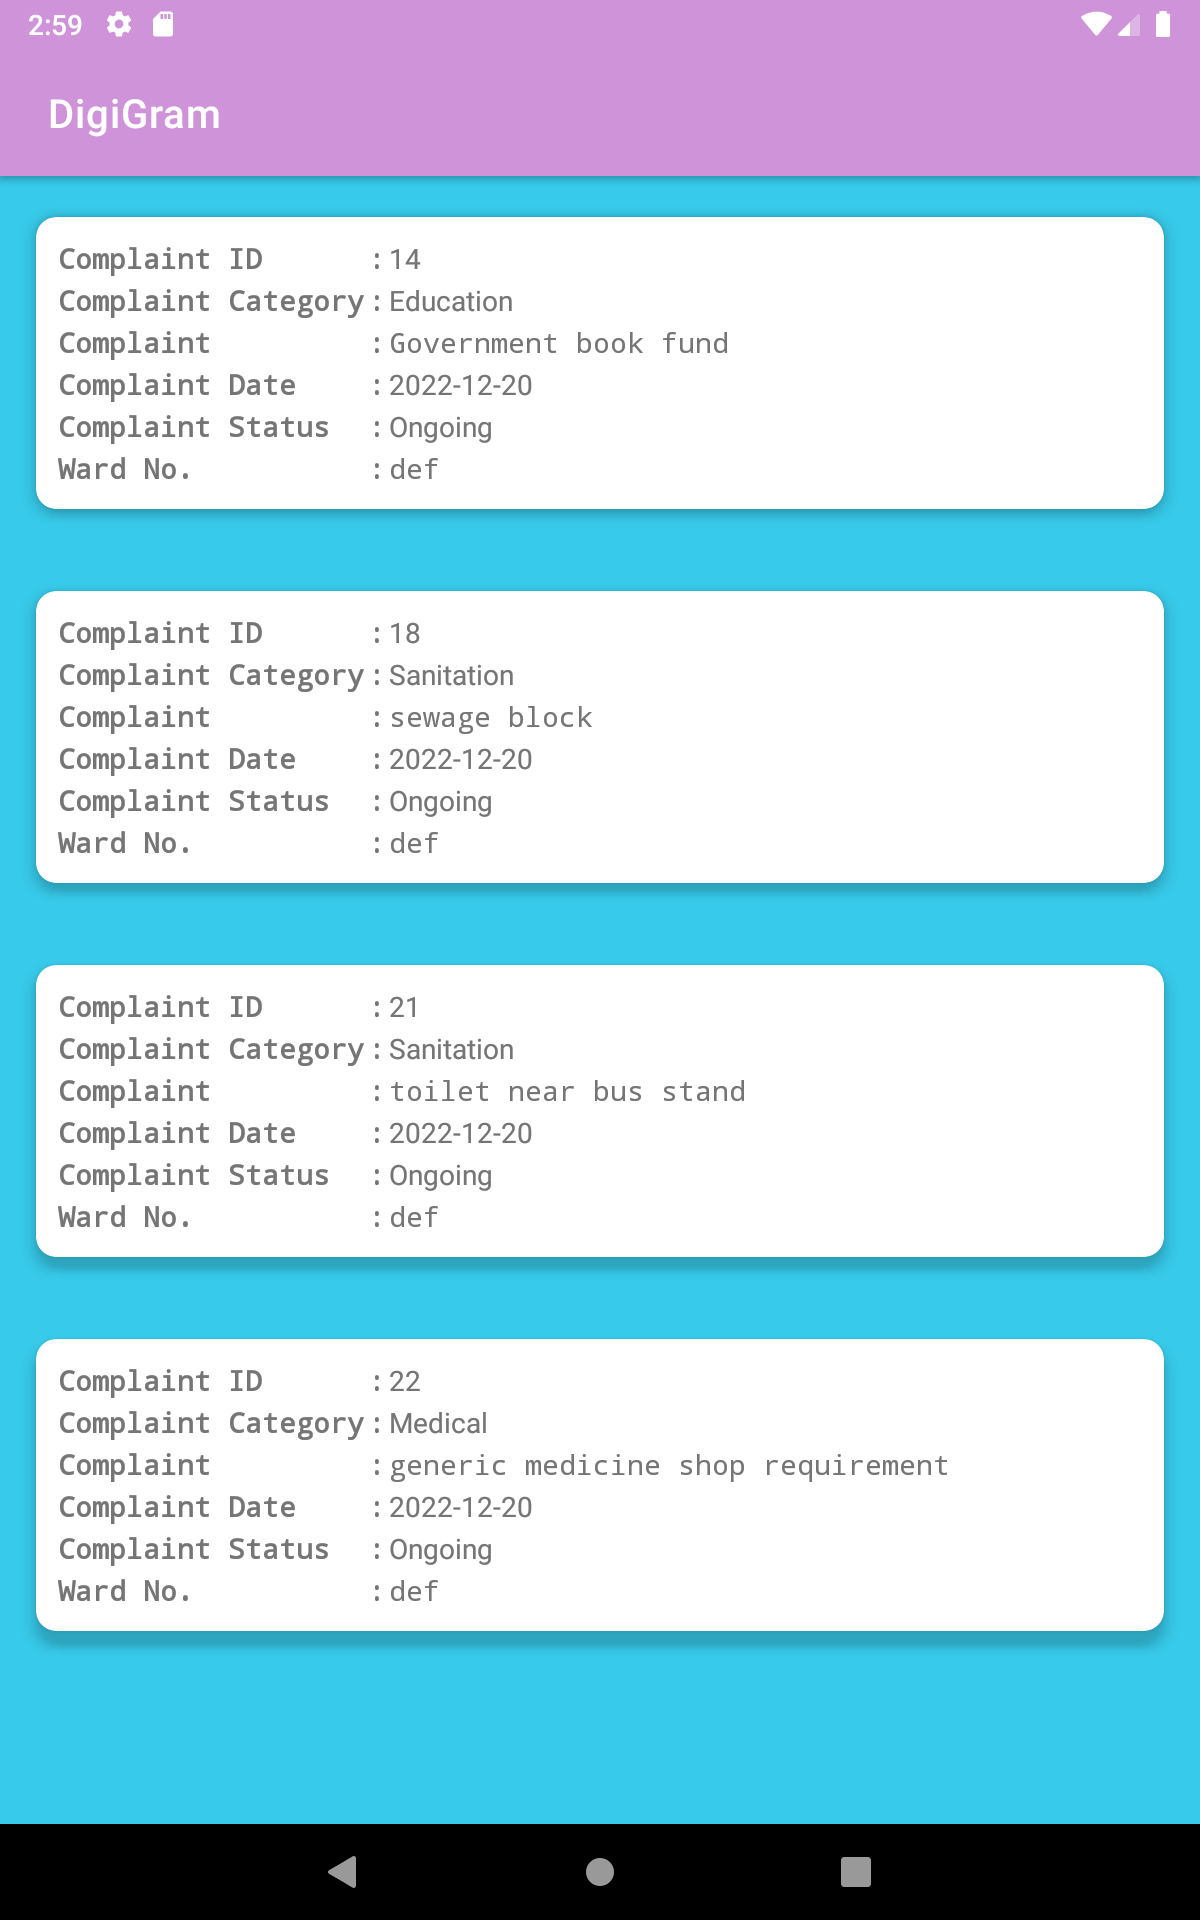 2:59
DigiGram
Complaint ID : 14
Complaint Category : Education
Complaint : Government book fund
Complaint Date : 2022-12-20
Complaint Status : Ongoing
Ward No. : def
Complaint ID : 18
Complaint Category : Sanitation
Complaint : sewage block
Complaint Date : 2022-12-20
Complaint Status : Ongoing
Ward No. : def
Complaint ID : 21
Complaint Category : Sanitation
Complaint : toilet near bus stand
Complaint Date : 2022-12-20
Complaint Status : Ongoing
Ward No. : def
Complaint ID : 22
Complaint Category : Medical
Complaint : generic medicine shop requirement
Complaint Date : 2022-12-20
Complaint Status : Ongoing
Ward No. : def